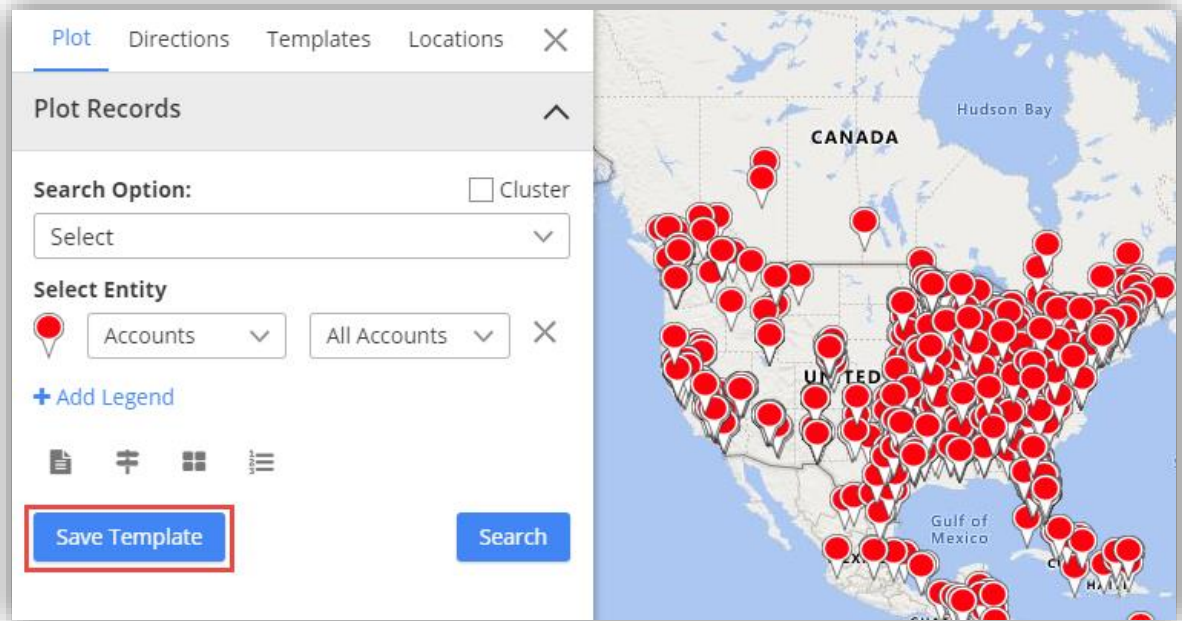 Plot Directions Templates Locations
Plot Records
Search Option:
Cluster
Select
Select Entity
Accounts All Accounts
+ Add Legend
Save Template Search
Hudson Bay
CANADA
UNITED
Gulf of
Mexico